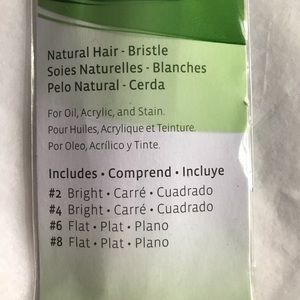 Natural Hair - Bristle
Soies Naturelles - Blanches
Pelo Natural - Cerda
For Oil, Acrylic, and Stain.
Pour Huiles, Acrylique et Teinture.
Por Oleo, Acrílico y Tinte.
Includes • Comprend • Incluye
#2 Bright • Carré • Cuadrado
#4 Bright • Carré • Cuadrado
#6 Flat • Plat • Plano
#8 Flat • Plat • Plano